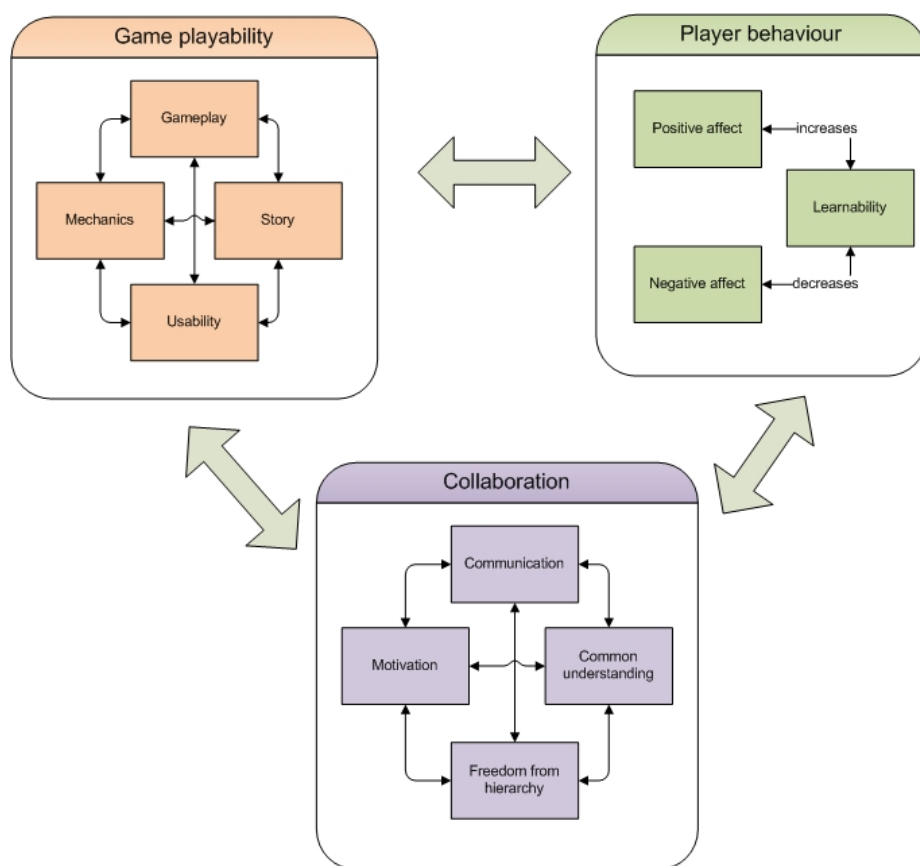 Game playability
Gameplay
Mechanics
Story
Usability
Player behaviour
Positive affect
increases
Learnability
Negative affect
decreases
Collaboration
Communication
Motivation
Common
understanding
Freedom from
hierarchy